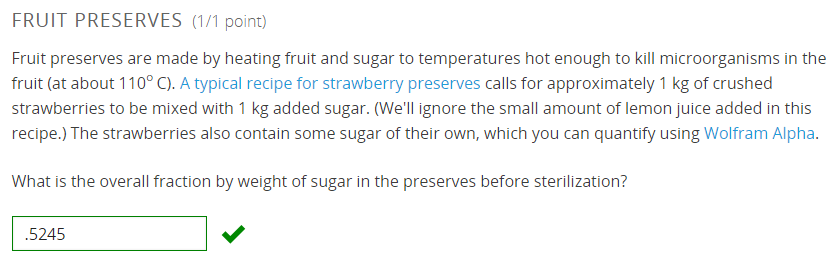 FRUIT PRESERVES (1/1 point)
Fruit preserves are made by heating fruit and sugar to temperatures hot enough to kill microorganisms in the
fruit (at about 110° C). A typical recipe for strawberry preserves calls for approximately 1 kg of crushed
strawberries to be mixed with 1 kg added sugar. (We'll ignore the small amount of lemon juice added in this
recipe.) The strawberries also contain some sugar of their own, which you can quantify using Wolfram Alpha.
What is the overall fraction by weight of sugar in the preserves before sterilization?
.5245